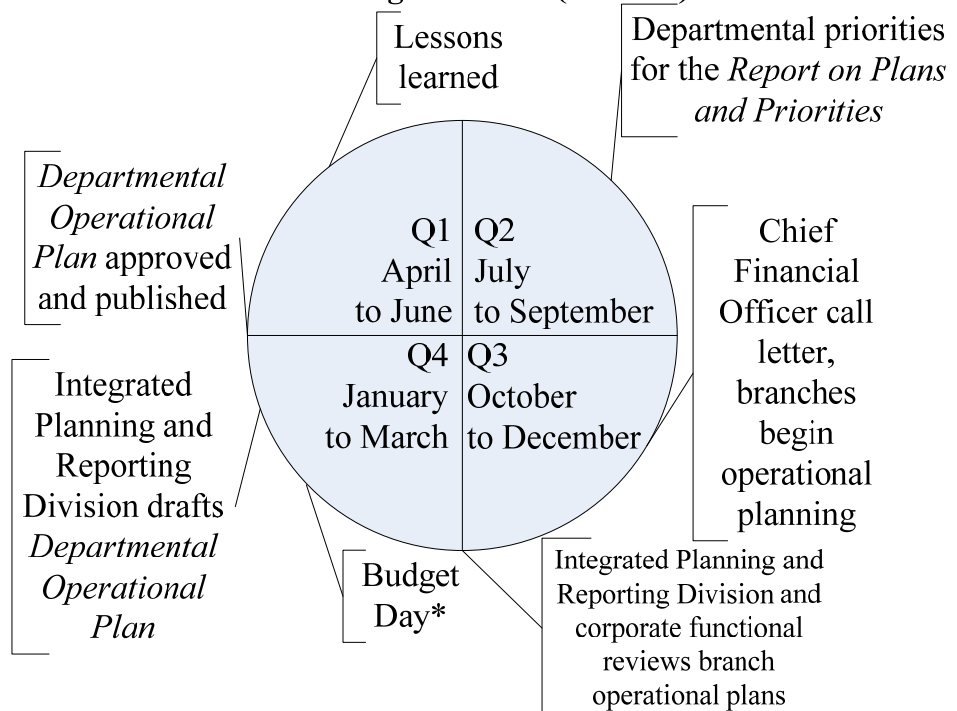 Lessons
learned
Departmental priorities
for the Report on Plans
and Priorities
Departmental
Operational
Plan approved
and published
Q1
April
to June
Q2
July
to September
Chief
Financial
Officer call
letter,
branches
begin
operational
planning
Q4
January
to March
Q3
October
to December
Integrated
Planning and
Reporting
Division drafts
Departmental
Operational
Plan
Budget
Day*
Integrated Planning and
Reporting Division and
corporate functional
reviews branch
operational plans